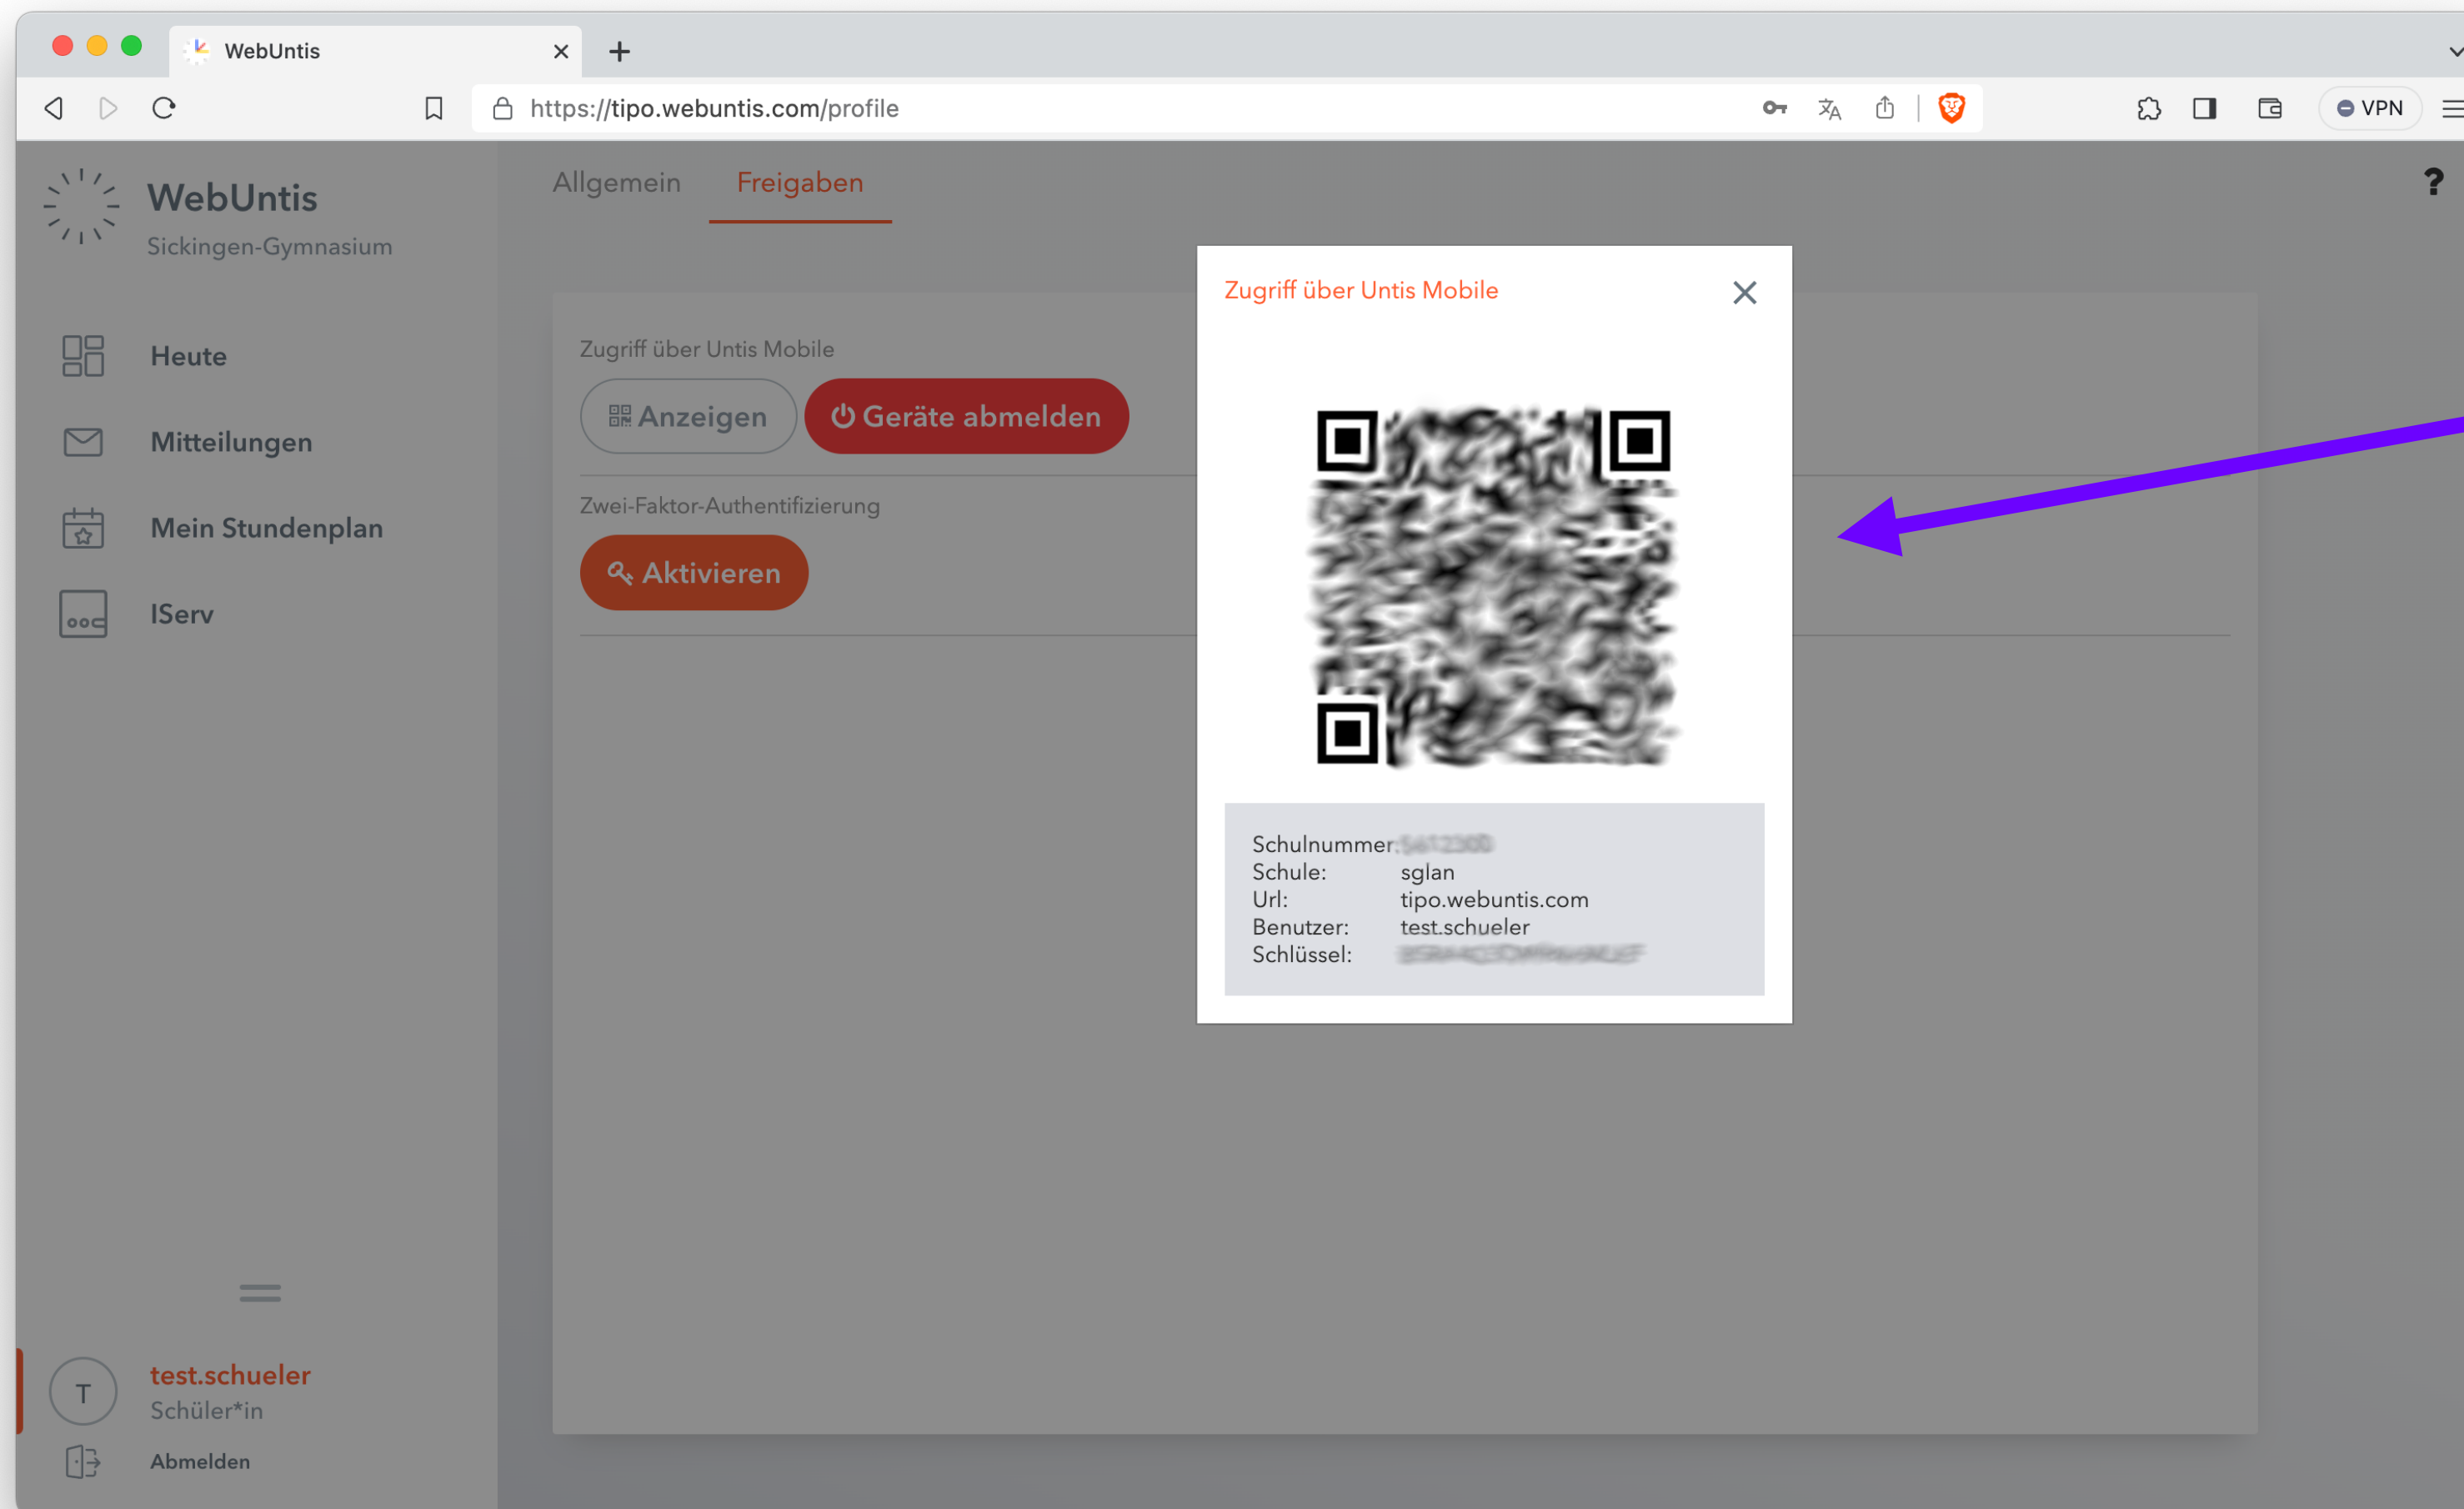 WebUntis
https://tipo.webuntis.com/profile
VPN
WebUntis
Sickingen-Gymnasium
Heute
Mitteilungen
Mein Stundenplan
IServ
T
test.schueler
Schüler*in
Abmelden
Allgemein
Freigaben
?
Zugriff über Untis Mobile
Anzeigen
Geräte abmelden
Zwei-Faktor-Authentifizierung
Aktivieren
Zugriff über Untis Mobile
Schulnummer:
Schule: sglan
Url: tipo.webuntis.com
Benutzer: test.schueler
Schlüssel: